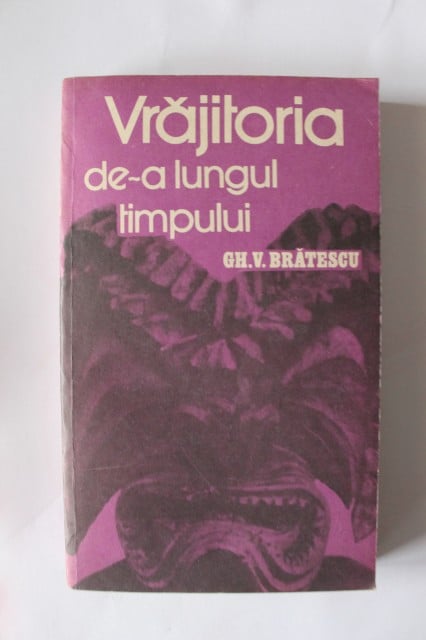 Vrăjitoria
de-a lungul
timpului
GH.V. BRĂTESCU